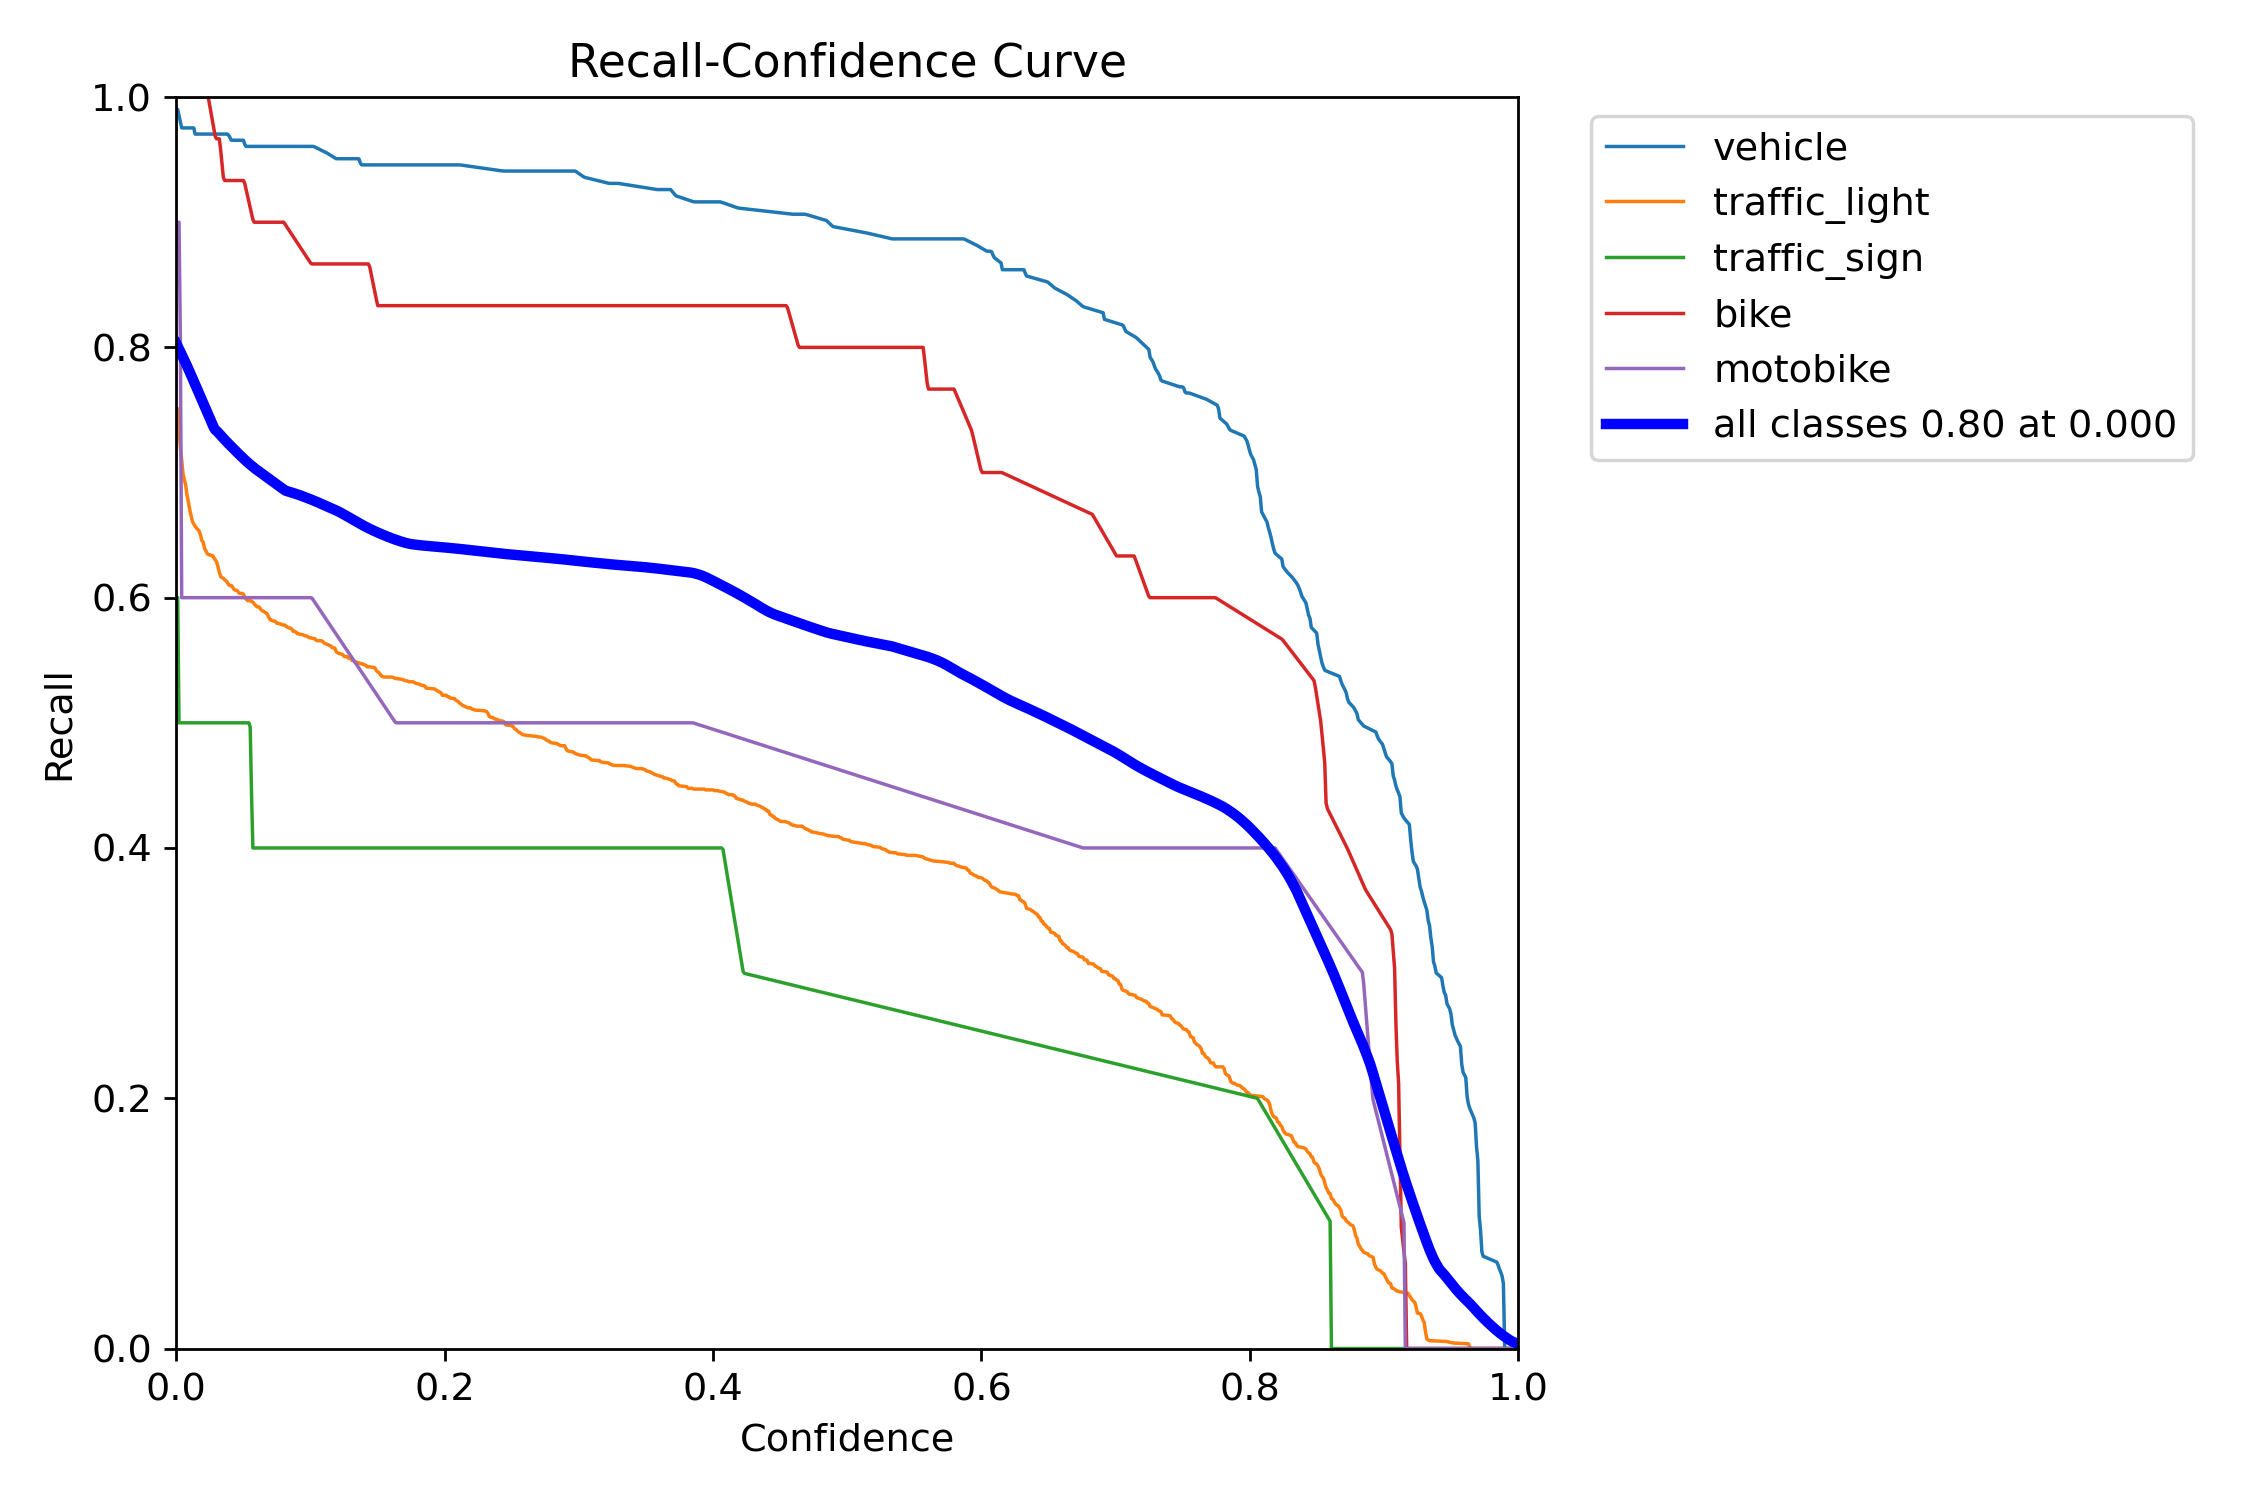 Recall-Confidence Curve
1.0
0.8
0.6
0.4
0.2
0.0
Recall
0.0 0.2 0.4 0.6 0.8 1.0
Confidence
vehicle
traffic_light
traffic_sign
bike
motobike
all classes 0.80 at 0.000